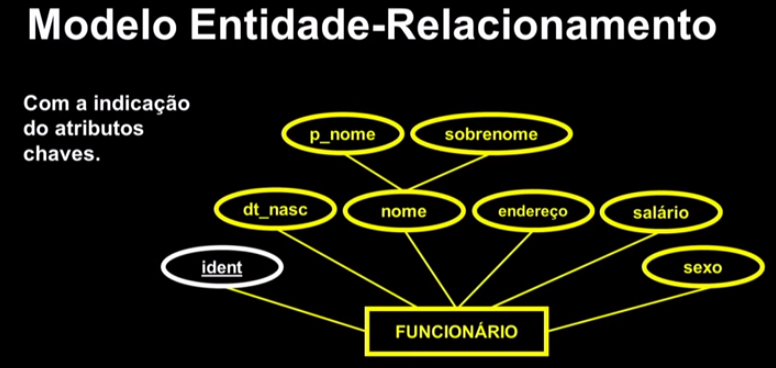 Modelo Entidade-Relacionamento
Com a indicação
do atributos
chaves.
p_nome
sobrenome
dt_nasc
nome
endereço
salário
ident
sexo
FUNCIONÁRIO